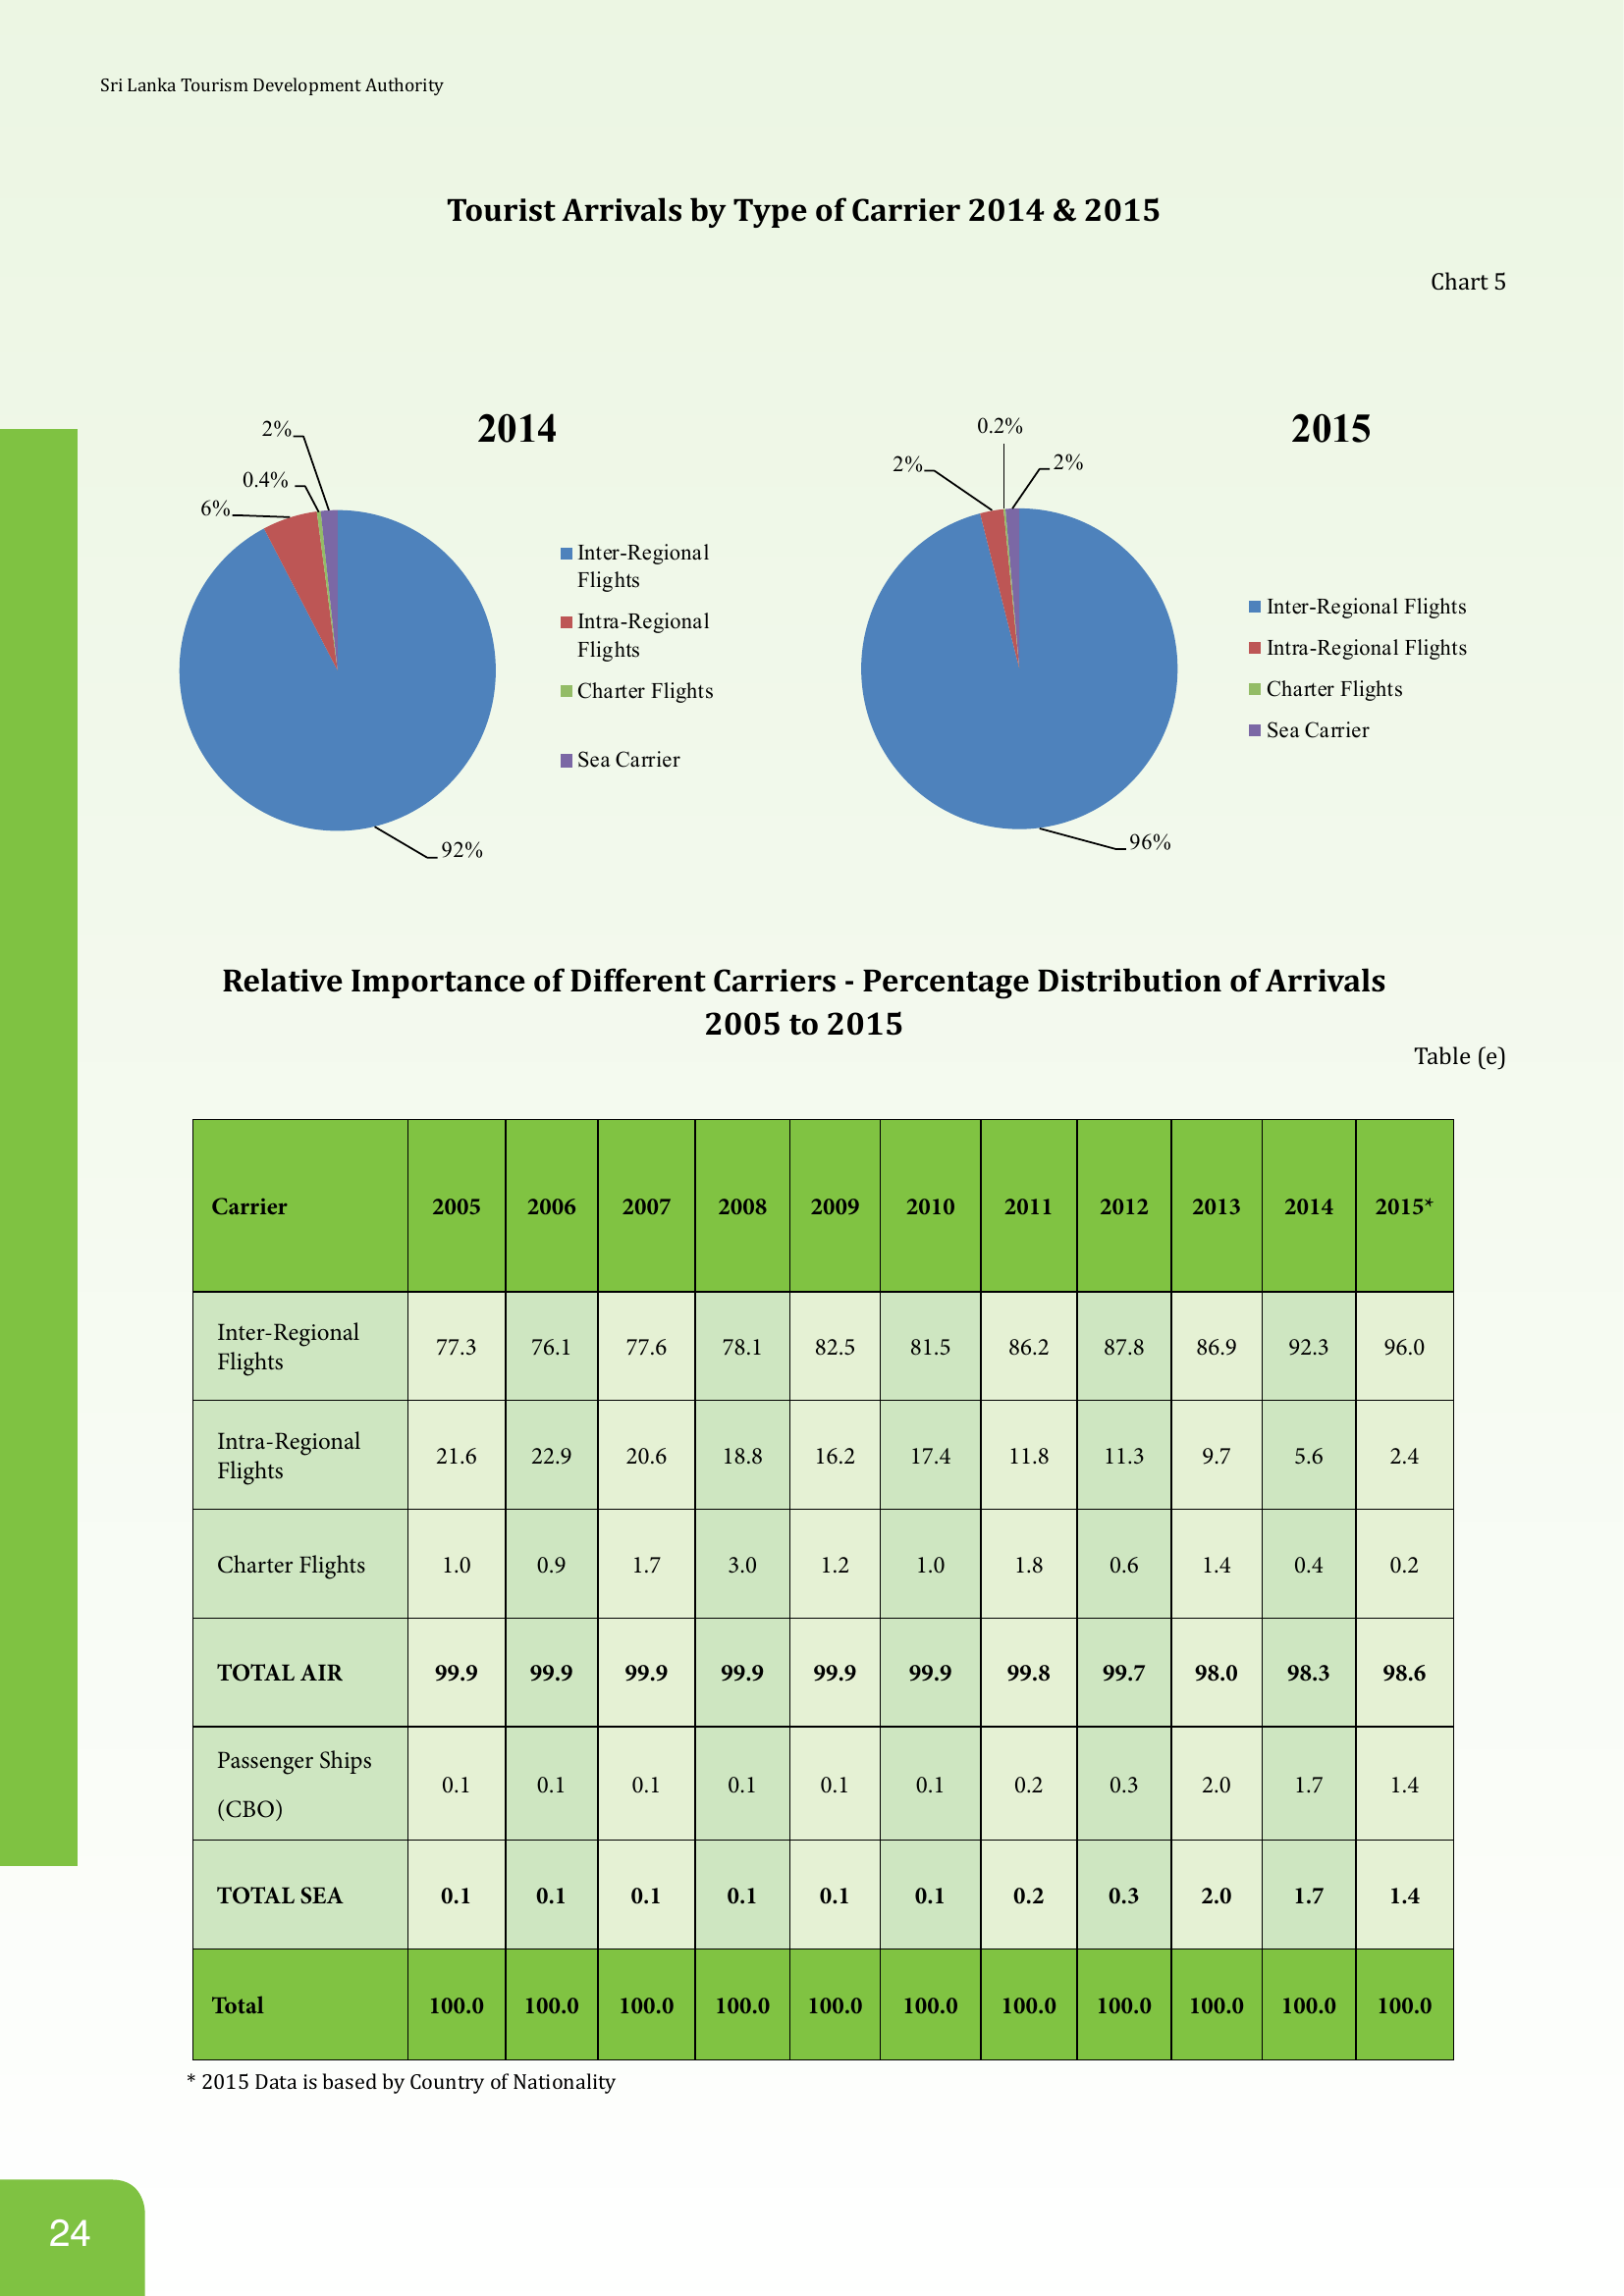 Sri Lanka Tourism Development Authority
Tourist Arrivals by Type of Carrier 2014 & 2015
Chart 5
2014
2%
0.4%
6%
92%
Inter-Regional
Flights
Intra-Regional
Flights
Charter Flights
Sea Carrier
2015
0.2%
2%
2%
96%
Inter-Regional Flights
Intra-Regional Flights
Charter Flights
Sea Carrier
Relative Importance of Different Carriers - Percentage Distribution of Arrivals
2005 to 2015
Table (e)
Carrier 2005 2006 2007 2008 2009 2010 2011 2012 2013 2014 2015*
Inter-Regional
Flights 77.3 76.1 77.6 78.1 82.5 81.5 86.2 87.8 86.9 92.3 96.0
Intra-Regional
Flights 21.6 22.9 20.6 18.8 16.2 17.4 11.8 11.3 9.7 5.6 2.4
Charter Flights 1.0 0.9 1.7 3.0 1.2 1.0 1.8 0.6 1.4 0.4 0.2
TOTAL AIR 99.9 99.9 99.9 99.9 99.9 99.9 99.8 99.7 98.0 98.3 98.6
Passenger Ships
(CBO) 0.1 0.1 0.1 0.1 0.1 0.1 0.2 0.3 2.0 1.7 1.4
TOTAL SEA 0.1 0.1 0.1 0.1 0.1 0.1 0.2 0.3 2.0 1.7 1.4
Total 100.0 100.0 100.0 100.0 100.0 100.0 100.0 100.0 100.0 100.0 100.0
* 2015 Data is based by Country of Nationality
24